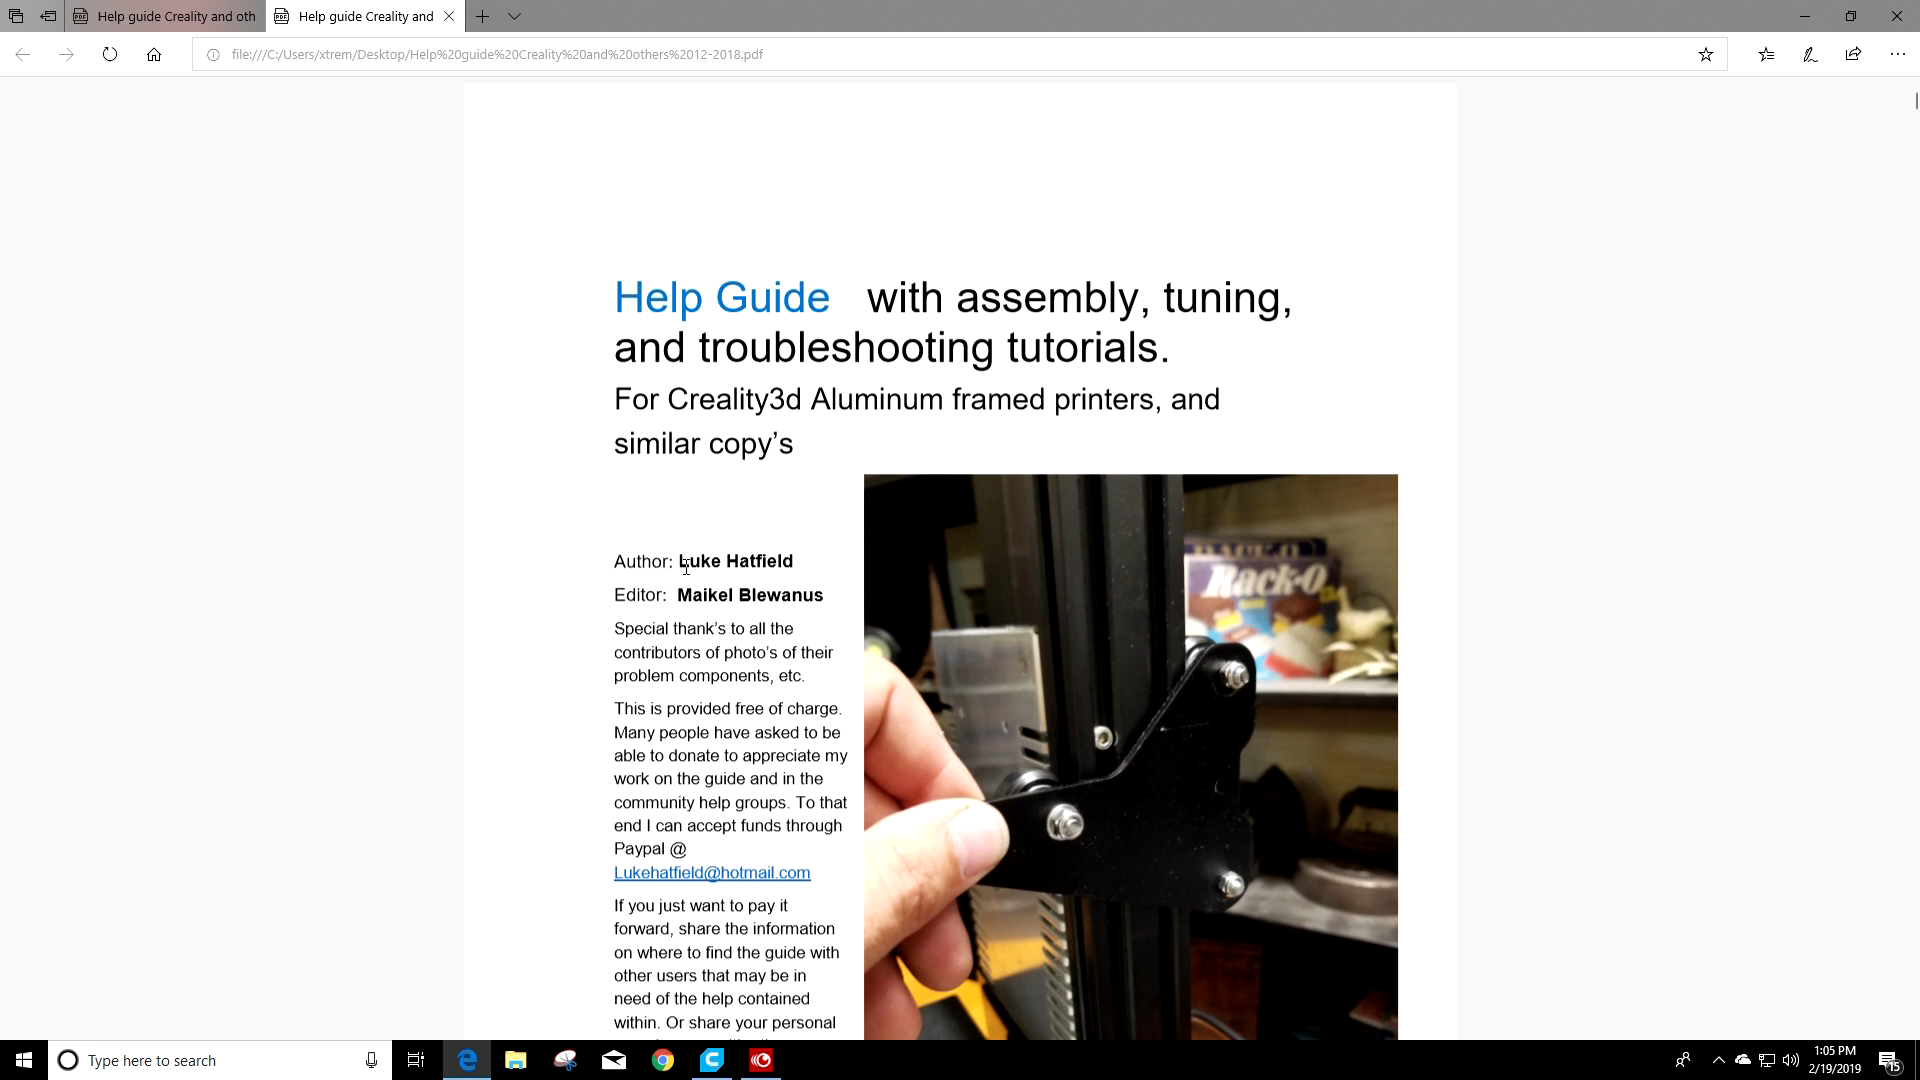 Help guide Creality and oth
Help guide Creality and
file:///C:/Users/xtrem/Desktop/Help%20guide%20Creality%20and%20others%2012-2018.pdf
Help Guide with assembly, tuning,
and troubleshooting tutorials.
For Creality3d Aluminum framed printers, and
similar copy's
Author: Luke Hatfield
Editor: Maikel Blewanus
Special thank's to all the
contributors of photo's of their
problem components, etc.
This is provided free of charge.
Many people have asked to be
able to donate to appreciate my
work on the guide and in the
community help groups. To that
end I can accept funds through
Paypal @
Lukehatfield@hotmail.com
If you just want to pay it
forward, share the information
on where to find the guide with
other users that may be in
need of the help contained
within. Or share your personal
Rack-O
Type here to search
1:05 PM
2/19/2019
15